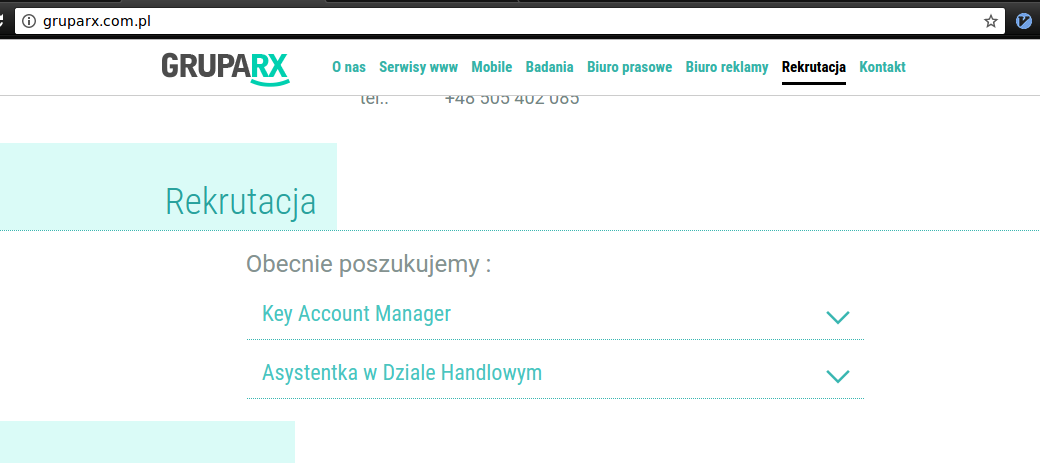 gruparx.com.pl
GRUPARX
O nas Serwisy www Mobile Badania Biuro prasowe Biuro reklamy Rekrutacja Kontakt
tel.: +48 505 402 085
Rekrutacja
Obecnie poszukujemy :
Key Account Manager
Asystentka w Dziale Handlowym